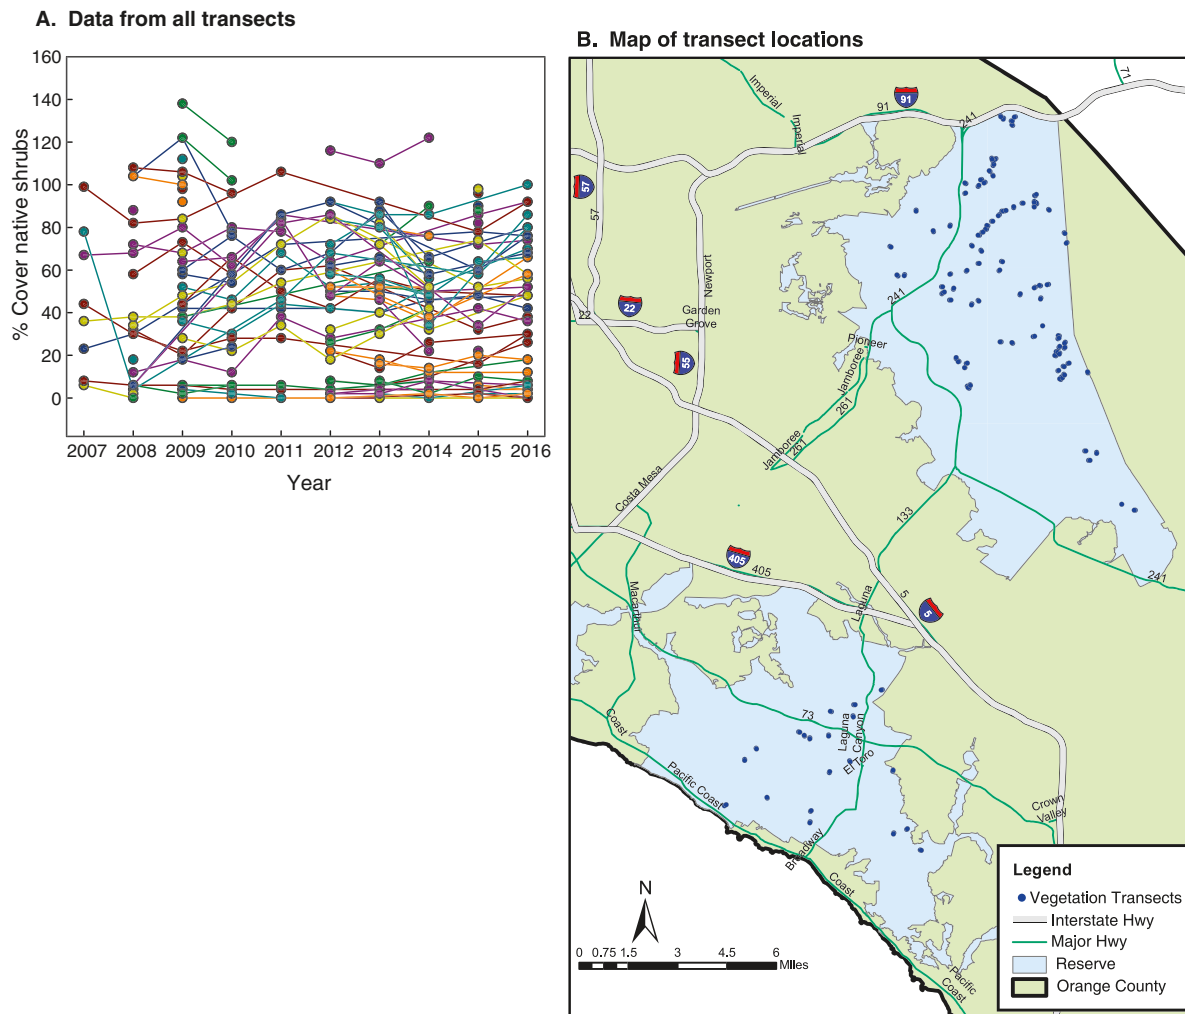 A. Data from all transects
% Cover native shrubs
160
140
120
100
80
60
40
20
0
2007 2008 2009 2010 2011 2012 2013 2014 2015 2016
Year
B. Map of transect locations
71
Imperial
Imperial
91
91
241
57
57
Newport
22
22
Garden
Grove
55
241
Pioneer
Jamboree
261
Jamboree
261
Costa Mesa
133
405
405
241
Macarthur
Laguna
5
5
73
Laguna
Canyon
El Toro
Coast
Pacific Coast
Broadway
Coast
Crown
Valley
Pacific
Coast
N
0 0.75 1.5 3 4.5 6
Miles
Legend
Vegetation Transects
Interstate Hwy
Major Hwy
Reserve
Orange County